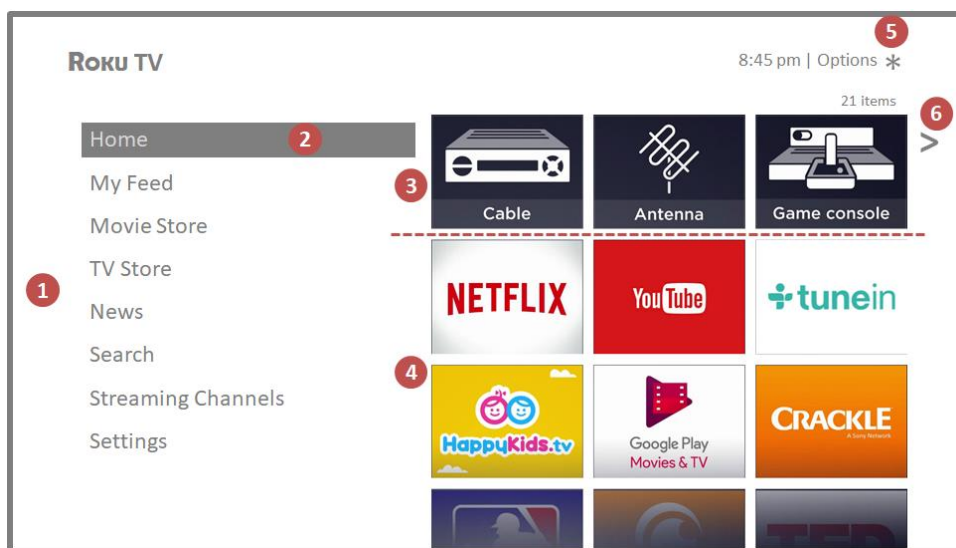 5
Roku TV
8:45 pm | Options *
21 items
6
>
Home
2
My Feed
Movie Store
1
TV Store
News
Search
Streaming Channels
Settings
3
Cable
Antenna
Game console
NETFLIX
YouTube
tunein
4
HappyKids.tv
Google Play
Movies & TV
CRACKLE
A Sony Network
TED